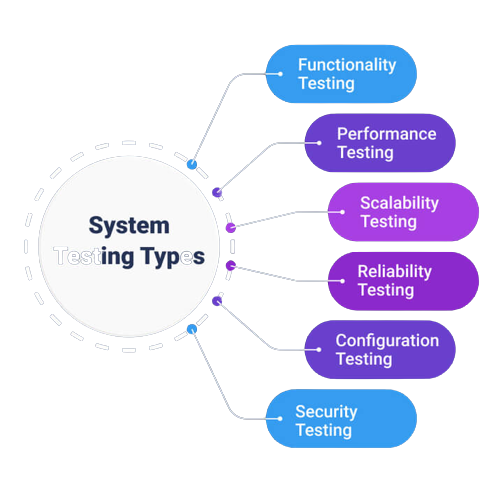 System
Testing Types
Functionality
Testing
Performance
Testing
Scalability
Testing
Reliability
Testing
Configuration
Testing
Security
Testing